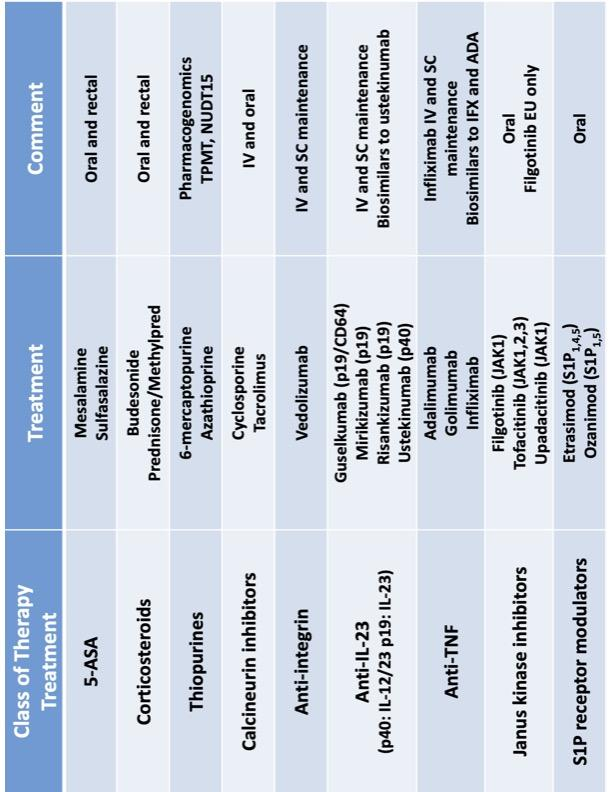 Class of Therapy
Treatment
Treatment
Comment
5-ASA
Mesalamine
Sulfasalazine
Oral and rectal
Corticosteroids
Budesonide
Prednisone/Methylpred
Oral and rectal
Thiopurines
6-mercaptopurine
Azathioprine
Pharmacogenomics
TPMT, NUDT15
Calcineurin inhibitors
Cyclosporine
Tacrolimus
IV and oral
Anti-integrin
Vedolizumab
IV and SC maintenance
Anti-IL-23
(p40: IL-12/23 p19: IL-23)
Guselkumab (p19/CD64)
Mirikizumab (p19)
Risankizumab (p19)
Ustekinumab (p40)
IV and SC maintenance
Biosimilars to ustekinumab
Anti-TNF
Adalimumab
Golimumab
Infliximab
Infliximab IV and SC
maintenance
Biosimilars to IFX and ADA
Janus kinase inhibitors
Filgotinib (JAK1)
Tofacitinib (JAK1,2,3)
Upadacitinib (JAK1)
Oral
Filgotinib EU only
S1P receptor modulators
Etrasimod (S1P1,4,5)
Ozanimod (S1P1,5)
Oral